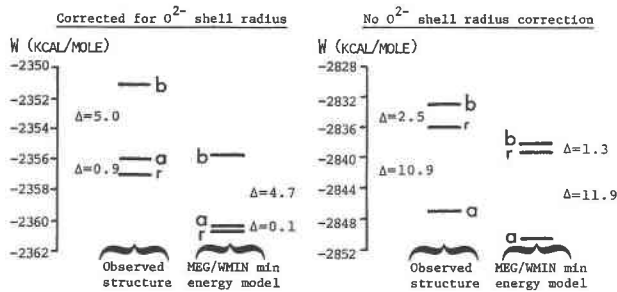 Corrected for O²⁻ shell radius
No O²⁻ shell radius correction
W (KCAL/MOLE)
-2350
-2352
-2354
-2356
-2358
-2360
-2362
b
Δ=5.0
a
Δ=0.9
r
b
Δ=4.7
a
Δ=0.1
r
Observed structure
MEG/WMIN min energy model
W (KCAL/MOLE)
-2828
-2832
-2836
-2840
-2844
-2848
-2852
b
Δ=2.5
r
Δ=10.9
a
b
r
Δ=1.3
Δ=11.9
a
Observed structure
MEG/WMIN min energy model